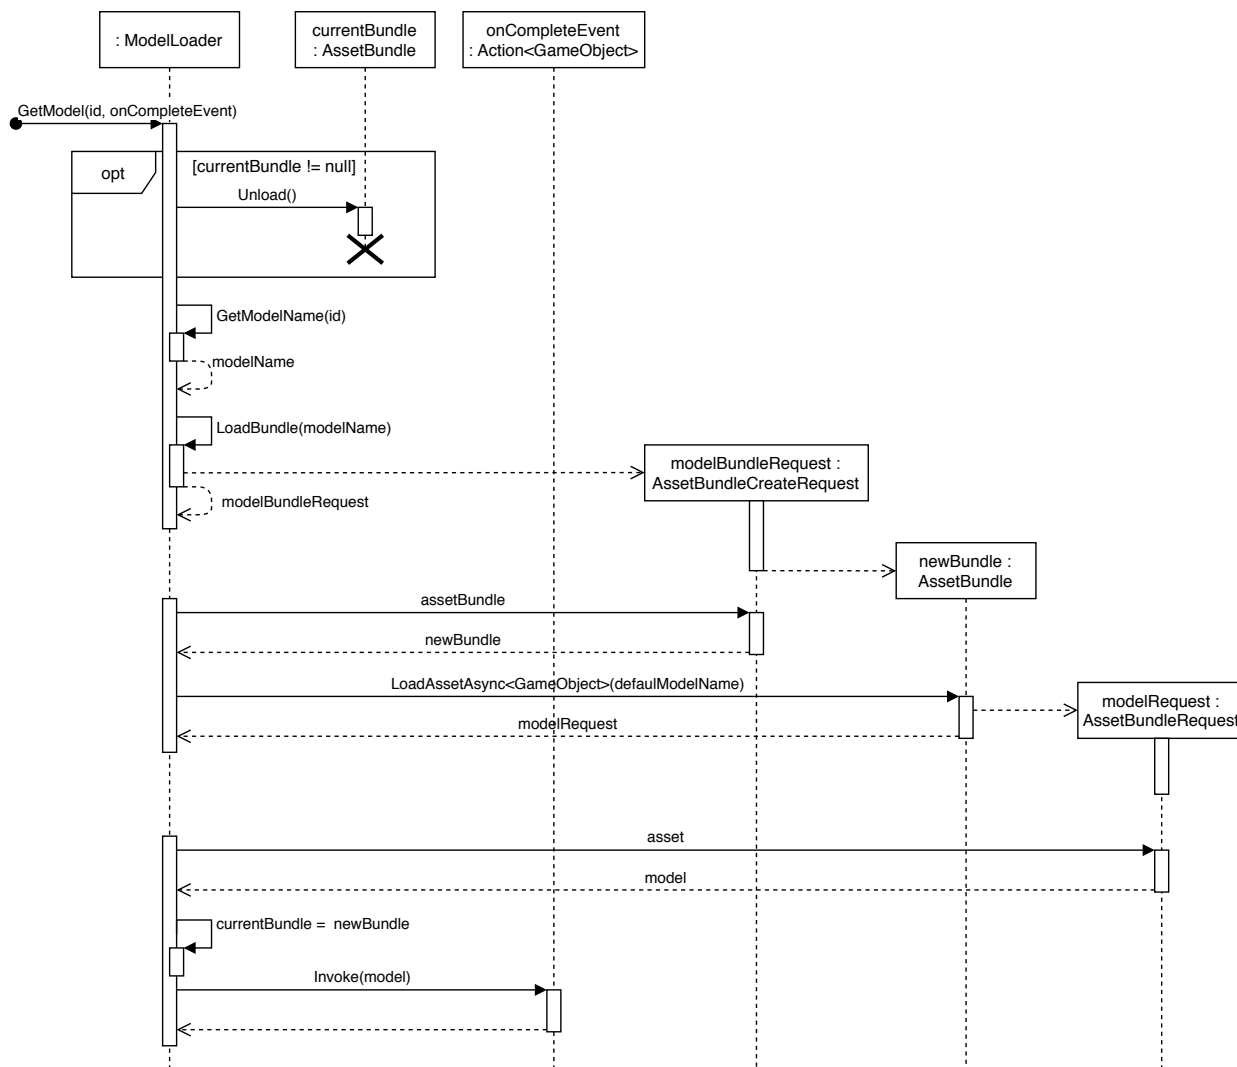 : ModelLoader
currentBundle
: AssetBundle
onCompleteEvent
: Action<GameObject>
GetModel(id, onCompleteEvent)
opt
[currentBundle != null]
Unload()
GetModelName(id)
modelName
LoadBundle(modelName)
modelBundleRequest :
AssetBundleCreateRequest
modelBundleRequest
newBundle :
AssetBundle
assetBundle
newBundle
LoadAssetAsync<GameObject>(defaulModelName)
modelRequest :
AssetBundleRequest
modelRequest
asset
model
currentBundle = newBundle
Invoke(model)